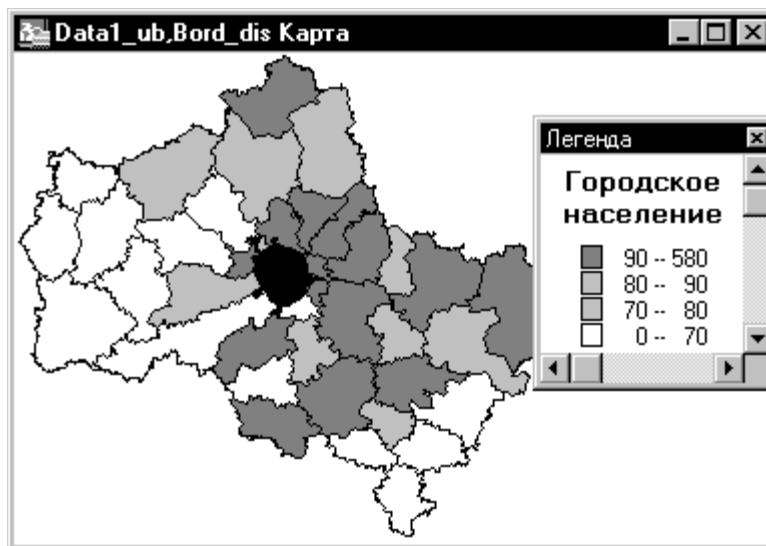 Data1_ub,Bord_dis Карта
Легенда
Городское
население
90 -- 580
80 -- 90
70 -- 80
0 -- 70